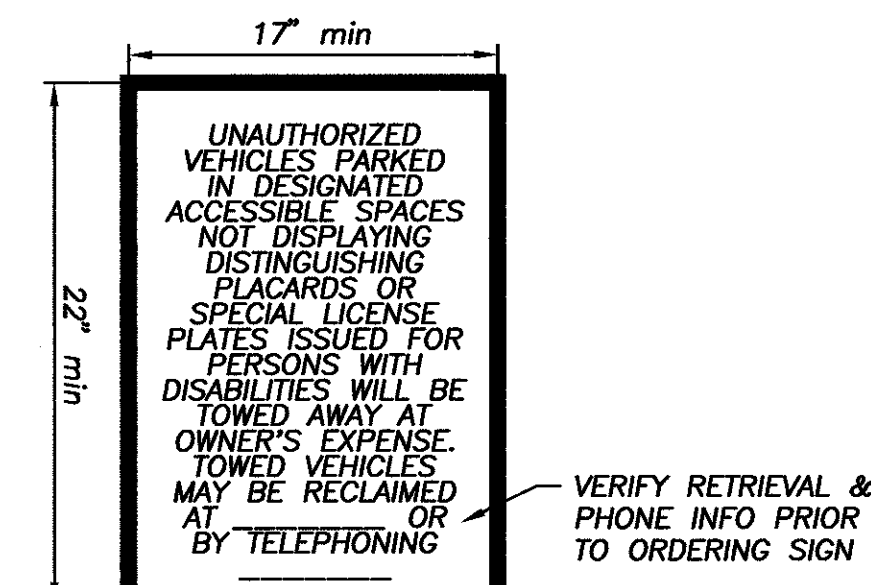 17" min
22" min
UNAUTHORIZED
VEHICLES PARKED
IN DESIGNATED
ACCESSIBLE SPACES
NOT DISPLAYING
DISTINGUISHING
PLACARDS OR
SPECIAL LICENSE
PLATES ISSUED FOR
PERSONS WITH
DISABILITIES WILL BE
TOWED AWAY AT
OWNER'S EXPENSE.
TOWED VEHICLES
MAY BE RECLAIMED
AT _______ OR
BY TELEPHONING
_______
VERIFY RETRIEVAL &
PHONE INFO PRIOR
TO ORDERING SIGN